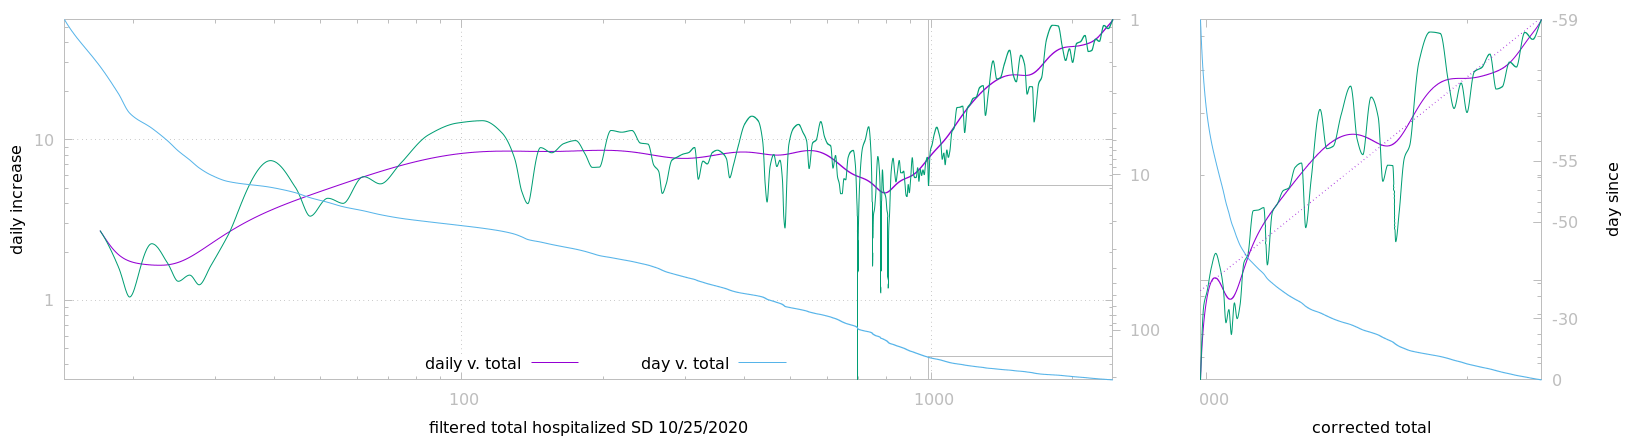 1
-59
10
-55
10
-50
1
-30
100
daily v. total
day v. total
0
100
1000
000
daily increase
day since
filtered total hospitalized SD 10/25/2020
corrected total